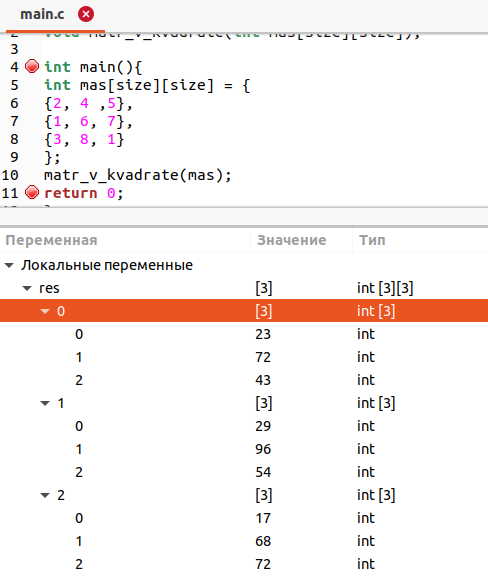 main.c
2 void matr_v_kvadrate(int mas[size][size]);
3
4 int main(){
5 int mas[size][size] = {
6 {2, 4 ,5},
7 {1, 6, 7},
8 {3, 8, 1}
9 };
10 matr_v_kvadrate(mas);
11 return 0;
Переменная Значение Тип
Локальные переменные
res [3] int [3][3]
0 [3] int [3]
0 23 int
1 72 int
2 43 int
1 [3] int [3]
0 29 int
1 96 int
2 54 int
2 [3] int [3]
0 17 int
1 68 int
2 72 int